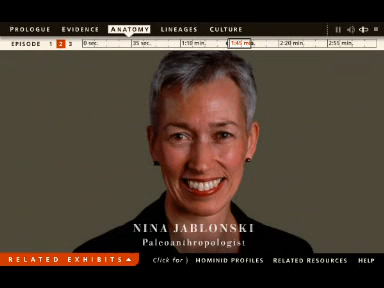 PROLOGUE EVIDENCE ANATOMY LINEAGES CULTURE
EPISODE 1 2 3 0 sec. 35 sec. 1:10 min. 1:45 min. 2:20 min. 2:55 min.
NINA JABLONSKI
Paleoanthropologist
RELATED EXHIBITS Click for } HOMINID PROFILES RELATED RESOURCES HELP